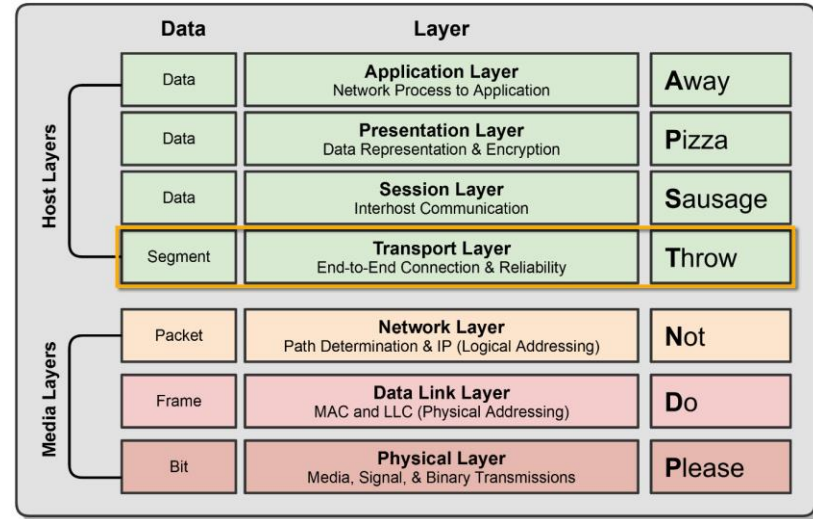 Data Layer
Host Layers
Data
Application Layer
Network Process to Application
Away
Data
Presentation Layer
Data Representation & Encryption
Pizza
Data
Session Layer
Interhost Communication
Sausage
Segment
Transport Layer
End-to-End Connection & Reliability
Throw
Media Layers
Packet
Network Layer
Path Determination & IP (Logical Addressing)
Not
Frame
Data Link Layer
MAC and LLC (Physical Addressing)
Do
Bit
Physical Layer
Media, Signal, & Binary Transmissions
Please